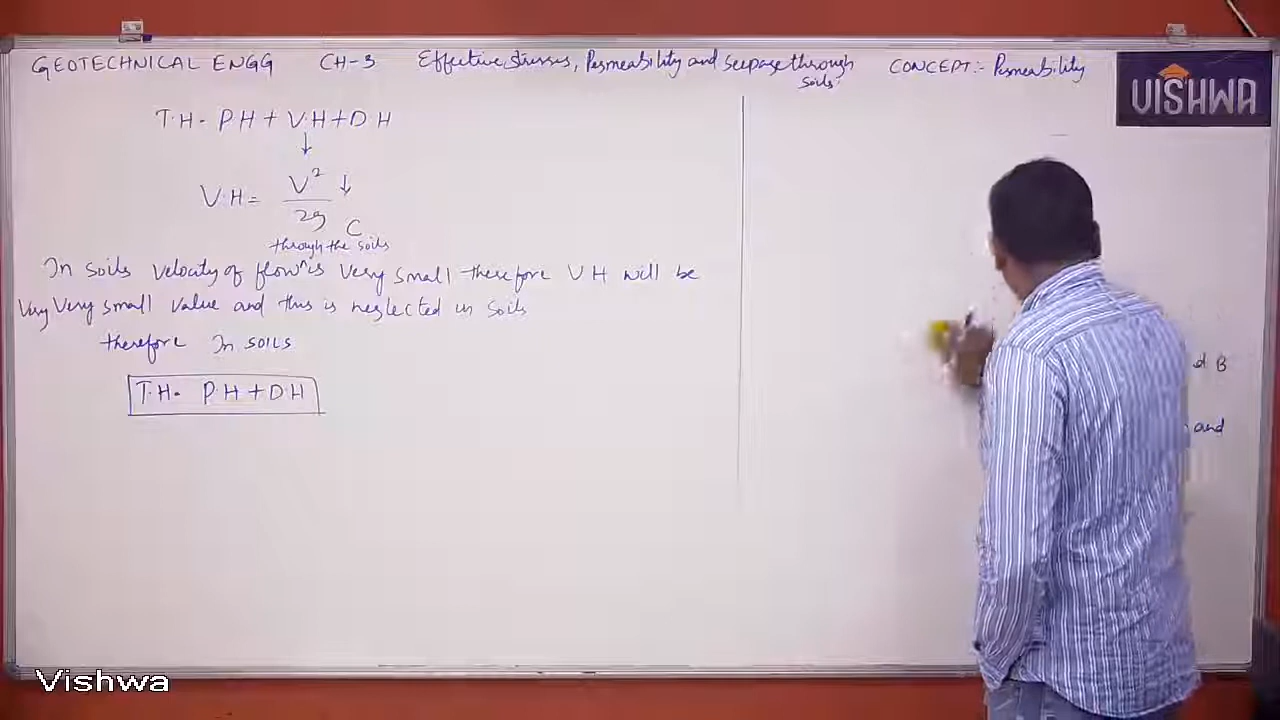 GEOTECHNICAL ENGG CH-3 Effective stresses, Permeability and Seepage through soils: CONCEPT:- Permeability
VISHWA
T.H = P.H + V.H + D.H
↓
V.H = V²/2g ↓
through the soils
In soils velocity of flow^is very small therefore V H will be
very very small value and this is neglected in soils
therefore In SOILS
T.H = P H + D H
B
and
Vishwa